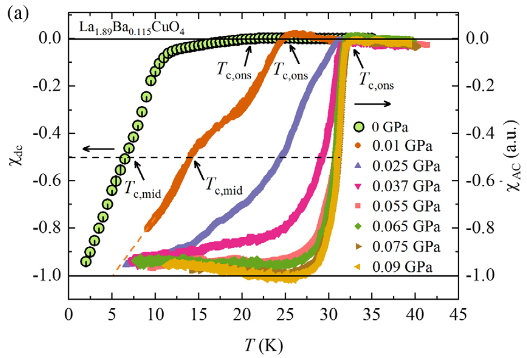 (a)
La1.89Ba0.115CuO4
0.0
-0.2
-0.4
-0.6
-0.8
-1.0
χdc
Tc,ons
Tc,ons
Tc,ons
Tc,mid
Tc,mid
0 GPa
0.01 GPa
0.025 GPa
0.037 GPa
0.055 GPa
0.065 GPa
0.075 GPa
0.09 GPa
0.0
-0.2
-0.4
-0.6
-0.8
-1.0
χ'AC (a.u.)
0 5 10 15 20 25 30 35 40 45
T (K)